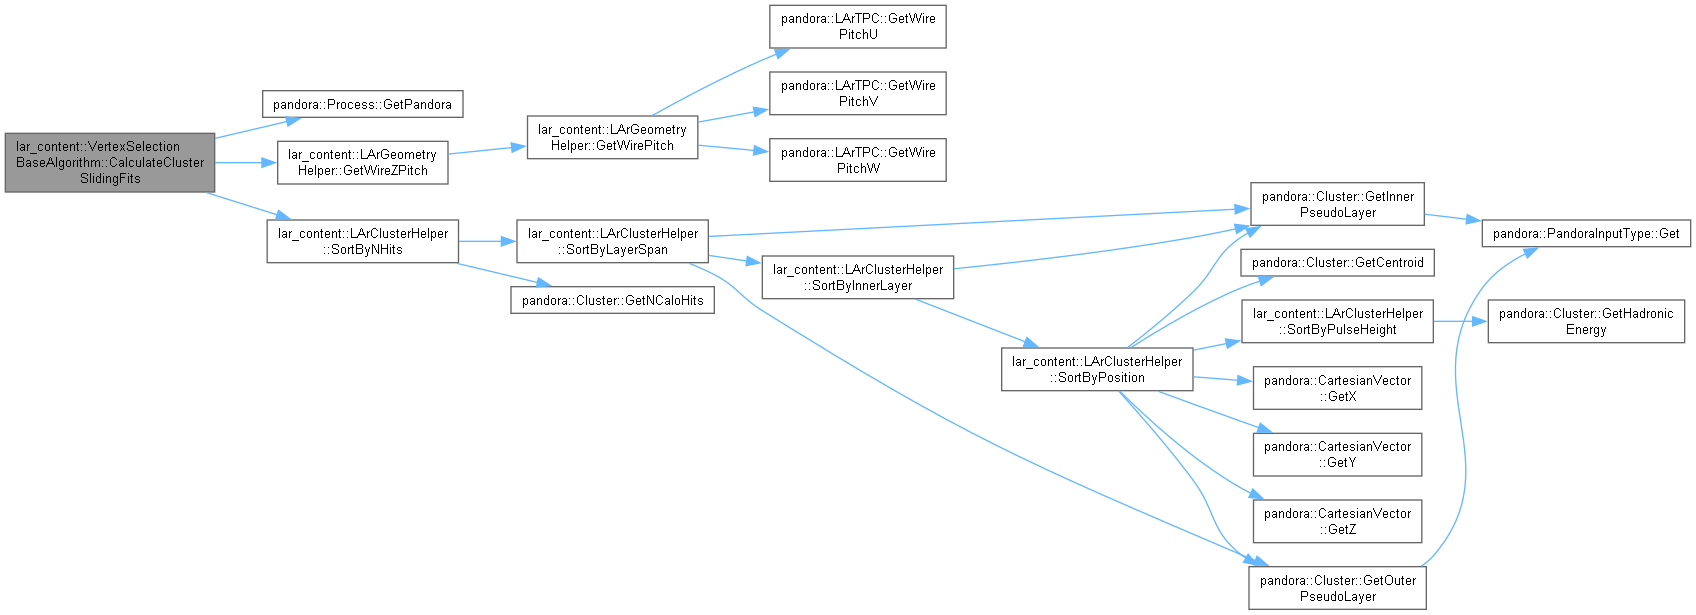 lar_content::VertexSelection
BaseAlgorithm::CalculateCluster
SlidingFits
pandora::Process::GetPandora
lar_content::LArGeometry
Helper::GetWireZPitch
lar_content::LArClusterHelper
::SortByNHits
lar_content::LArGeometry
Helper::GetWirePitch
lar_content::LArClusterHelper
::SortByLayerSpan
pandora::Cluster::GetNCaloHits
pandora::LArTPC::GetWire
PitchU
pandora::LArTPC::GetWire
PitchV
pandora::LArTPC::GetWire
PitchW
lar_content::LArClusterHelper
::SortByInnerLayer
lar_content::LArClusterHelper
::SortByPosition
pandora::Cluster::GetInner
PseudoLayer
pandora::Cluster::GetCentroid
lar_content::LArClusterHelper
::SortByPulseHeight
pandora::CartesianVector
::GetX
pandora::CartesianVector
::GetY
pandora::CartesianVector
::GetZ
pandora::Cluster::GetOuter
PseudoLayer
pandora::PandoraInputType::Get
pandora::Cluster::GetHadronic
Energy